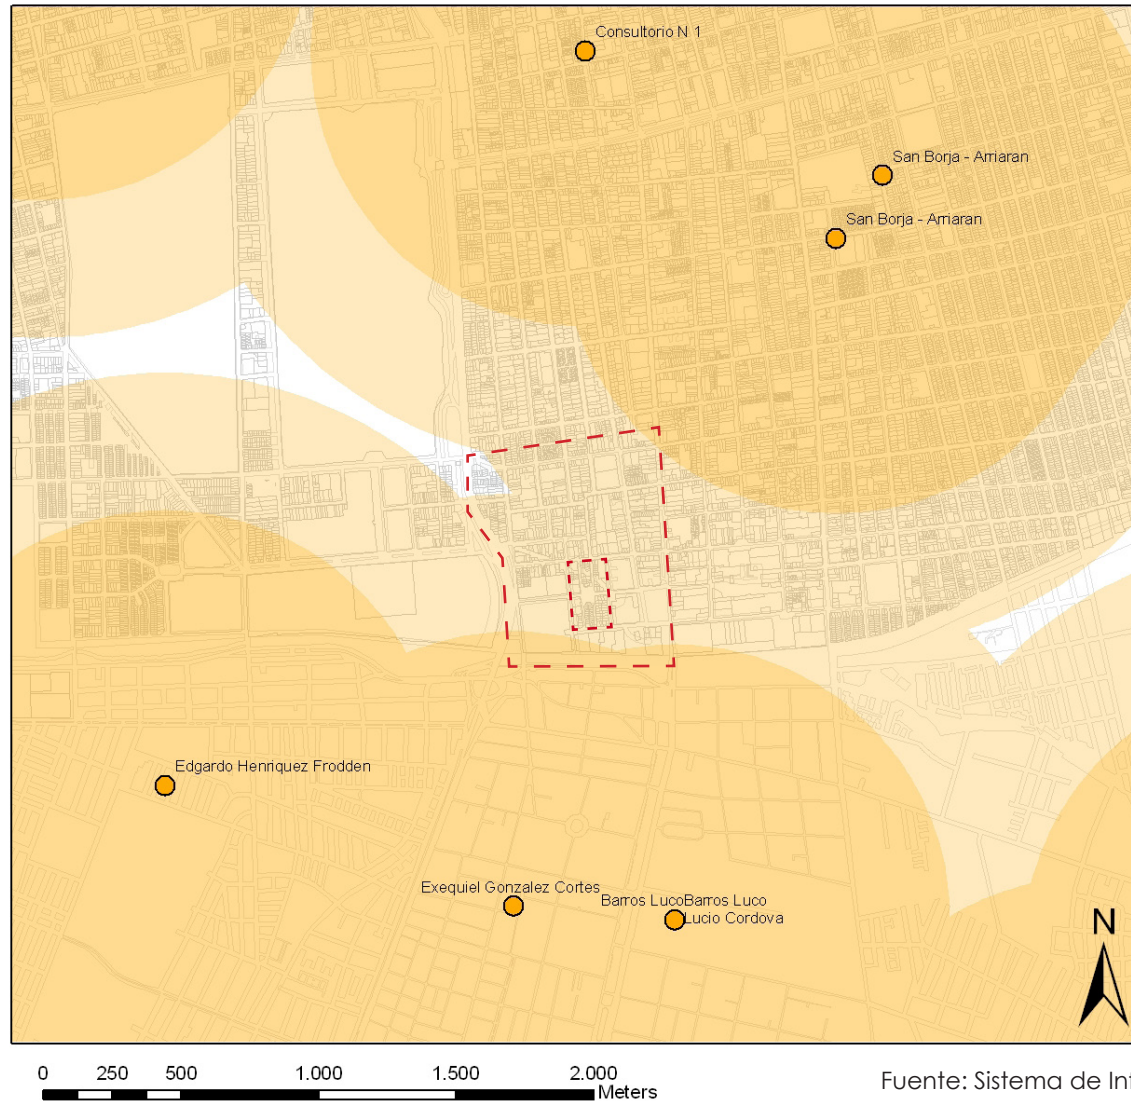 Consultorio N 1
San Borja - Arriaran
San Borja - Arriaran
Edgardo Henriquez Frodden
Exequiel Gonzalez Cortes
Barros LucoBarros Luco
Lucio Cordova
N
0 250 500 1.000 1.500 2.000
Meters
Fuente: Sistema de Int